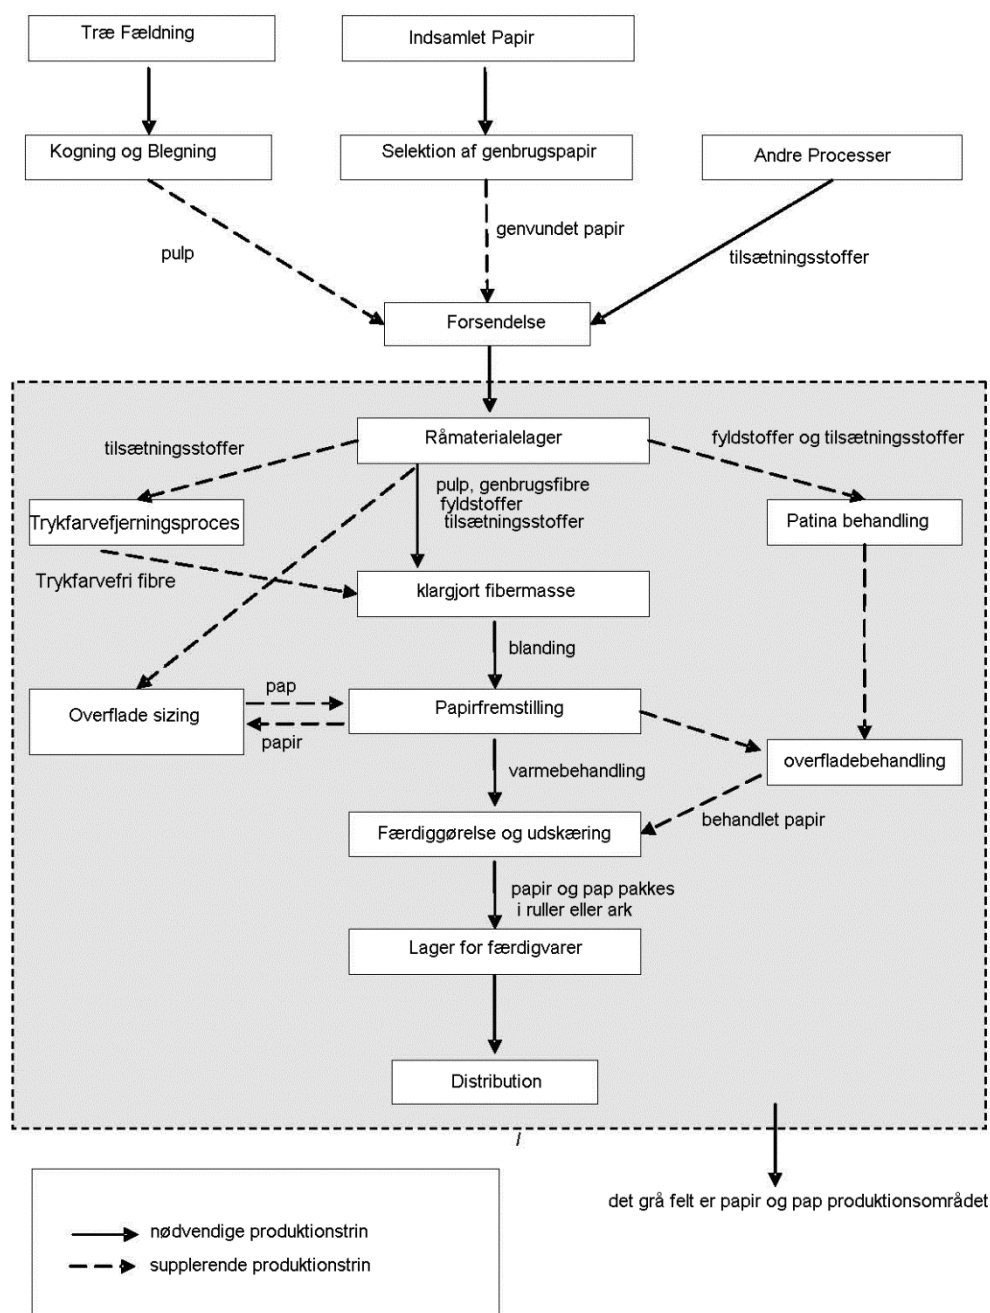 Træ Fældning
Indsamlet Papir
Kogning og Blegning
Selektion af genbrugspapir
Andre Processer
pulp
genvundet papir
tilsætningsstoffer
Forsendelse
Råmaterialelager
tilsætningsstoffer
fyldstoffer og tilsætningsstoffer
pulp, genbrugsfibre
fyldstoffer
tilsætningsstoffer
Trykfarvefjerningsproces
Patina behandling
Trykfarvefri fibre
klargjort fibermasse
blanding
pap
Overflade sizing
Papirfremstilling
papir
overfladebehandling
varmebehandling
behandlet papir
Færdiggørelse og udskæring
papir og pap pakkes
i ruller eller ark
Lager for færdigvarer
Distribution
/
det grå felt er papir og pap produktionsområdet
nødvendige produktionstrin
supplerende produktionstrin